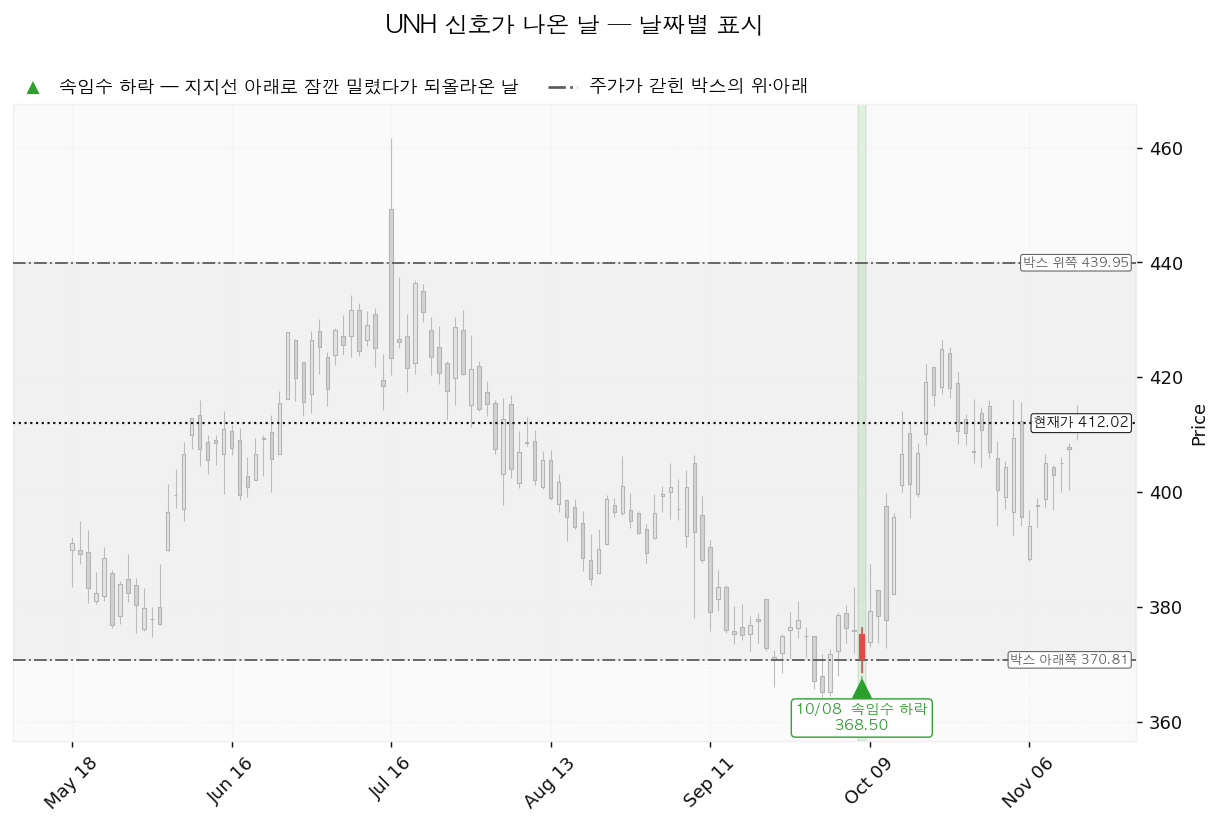 UNH 신호가 나온 날 — 날짜별 표시
▲ 속임수 하락 — 지지선 아래로 잠깐 밀렸다가 되올라온 날
주가가 갇힌 박스의 위·아래
460
박스 위쪽 439.95
440
420
현재가 412.02
Price
400
380
박스 아래쪽 370.81
10/08 속임수 하락
368.50
360
May 18
Jun 16
Jul 16
Aug 13
Sep 11
Oct 09
Nov 06